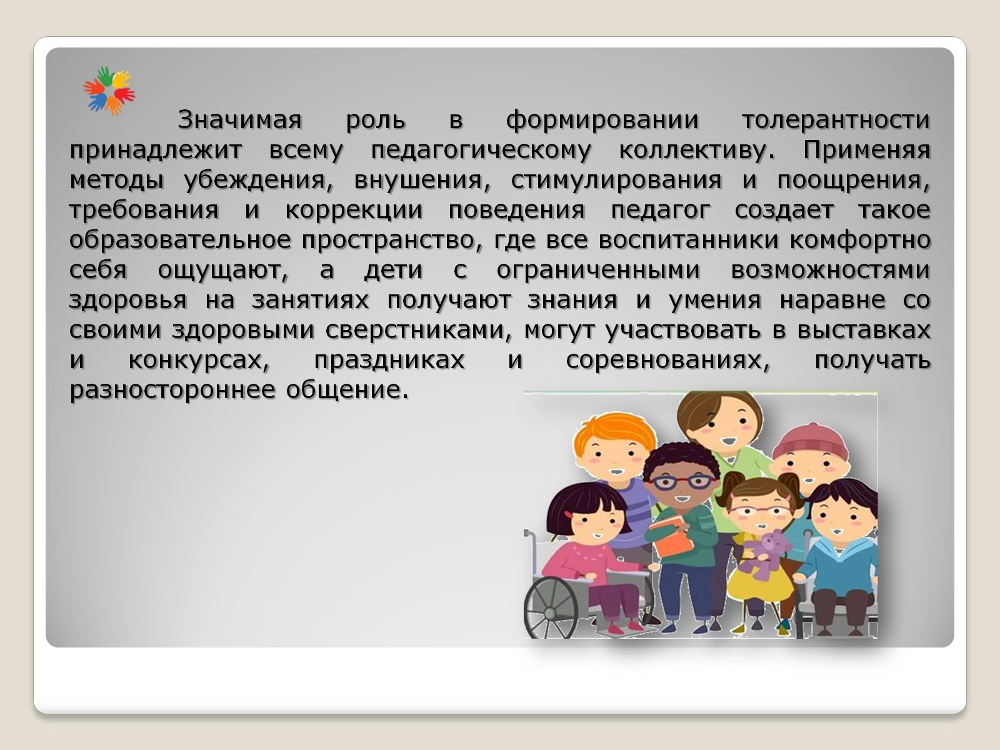 Значимая роль в формировании толерантности
принадлежит всему педагогическому коллективу. Применяя
методы убеждения, внушения, стимулирования и поощрения,
требования и коррекции поведения педагог создает такое
образовательное пространство, где все воспитанники комфортно
себя ощущают, а дети с ограниченными возможностями
здоровья на занятиях получают знания и умения наравне со
своими здоровыми сверстниками, могут участвовать в выставках
и конкурсах, праздниках и соревнованиях, получать
разностороннее общение.